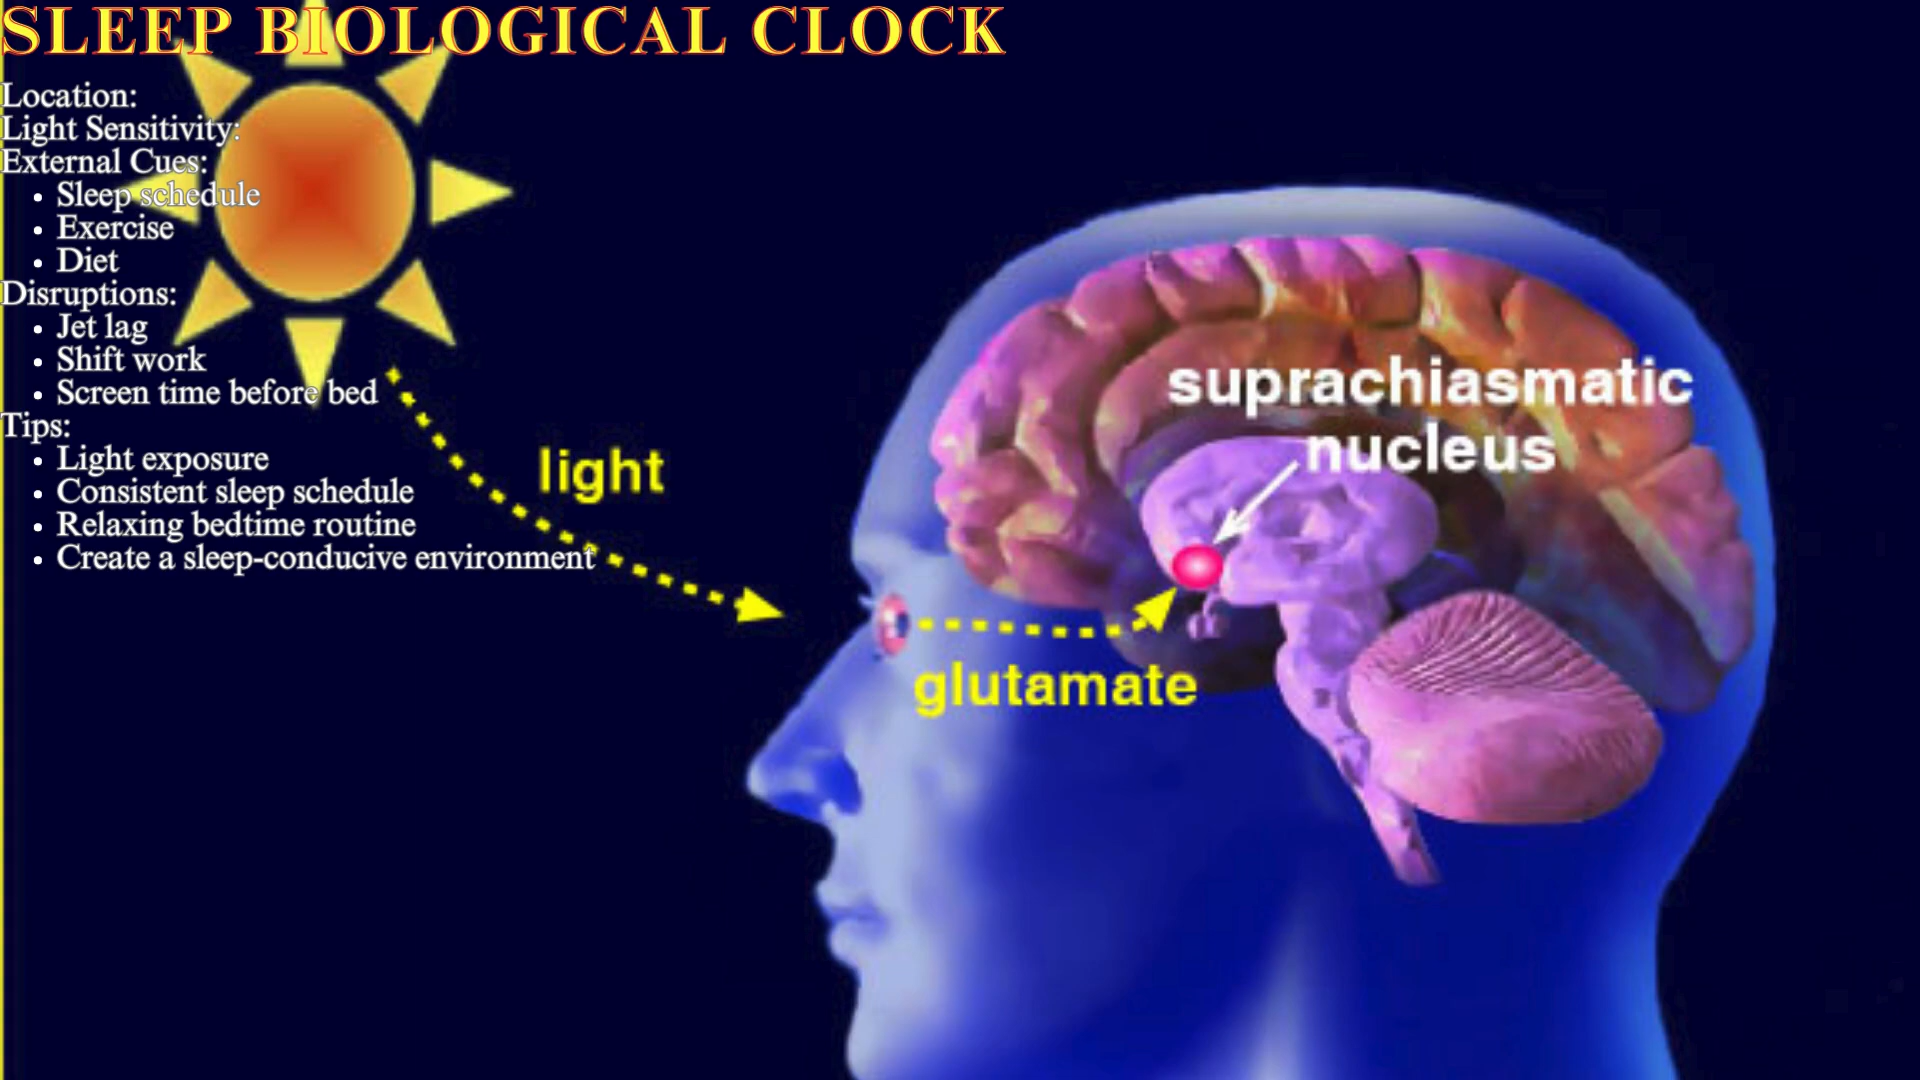 SLEEP BIOLOGICAL CLOCK
Location:
Light Sensitivity:
External Cues:
• Sleep schedule
• Exercise
• Diet
Disruptions:
• Jet lag
• Shift work
• Screen time before bed
Tips:
• Light exposure
• Consistent sleep schedule
• Relaxing bedtime routine
• Create a sleep-conducive environment
light
suprachiasmatic
nucleus
glutamate